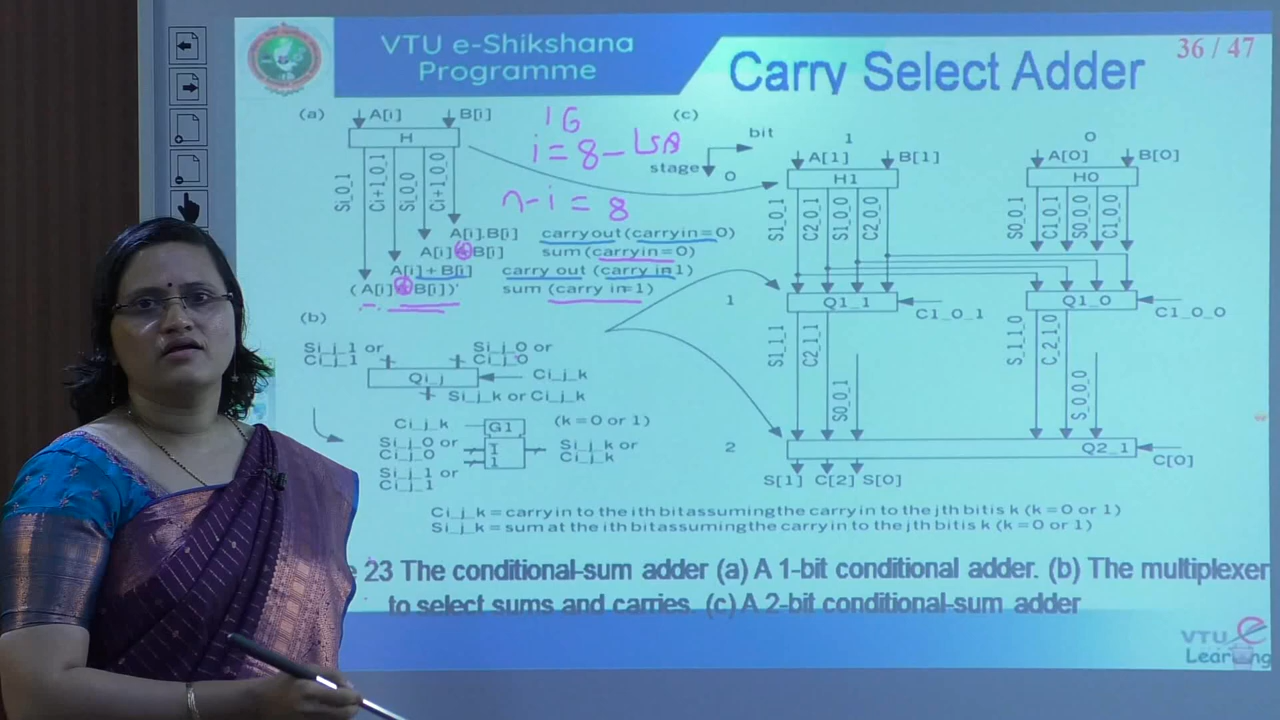 VTU e-Shikshana
Programme
Carry Select Adder
36 / 47
(a)
A[i]
B[i]
H
Si_0_1
Ci+1_0_1
Si_0_0
Ci+1_0_0
16
i = 8 - LSB
n - i = 8
A[i].B[i] carry out (carry in = 0)
A[i] ⊕ B[i] sum (carry in = 0)
A[i] + B[i] carry out (carry in = 1)
(A[i] ⊕ B[i])' sum (carry in = 1)
(b)
Si_j_1 or
Ci_j_1
Si_j_0 or
Ci_j_0
Qi_j
Ci_j_k
Si_j_k or Ci_j_k
Ci_j_k
G1
(k = 0 or 1)
Si_j_0 or
Ci_j_0
1
1
Si_j_k or
Ci_j_k
Si_j_1 or
Ci_j_1
(c)
bit
stage
1
0
0
A[1]
B[1]
A[0]
B[0]
H1
H0
S1_0_1
C2_0_1
S1_0_0
C2_0_0
S0_0_1
C1_0_1
S0_0_0
C1_0_0
1
Q1_1
C1_0_1
Q1_0
C1_0_0
S1_1_1
C2_1_1
S0_0_1
S_1_1_0
C_2_1_0
S_0_0_0
2
Q2_1
C[0]
S[1] C[2] S[0]
Ci_j_k = carry in to the ith bit assuming the carry in to the jth bit is k (k = 0 or 1)
Si_j_k = sum at the ith bit assuming the carry in to the jth bit is k (k = 0 or 1)
23 The conditional-sum adder (a) A 1-bit conditional adder. (b) The multiplexer
to select sums and carries. (c) A 2-bit conditional-sum adder
VTU e
Learning